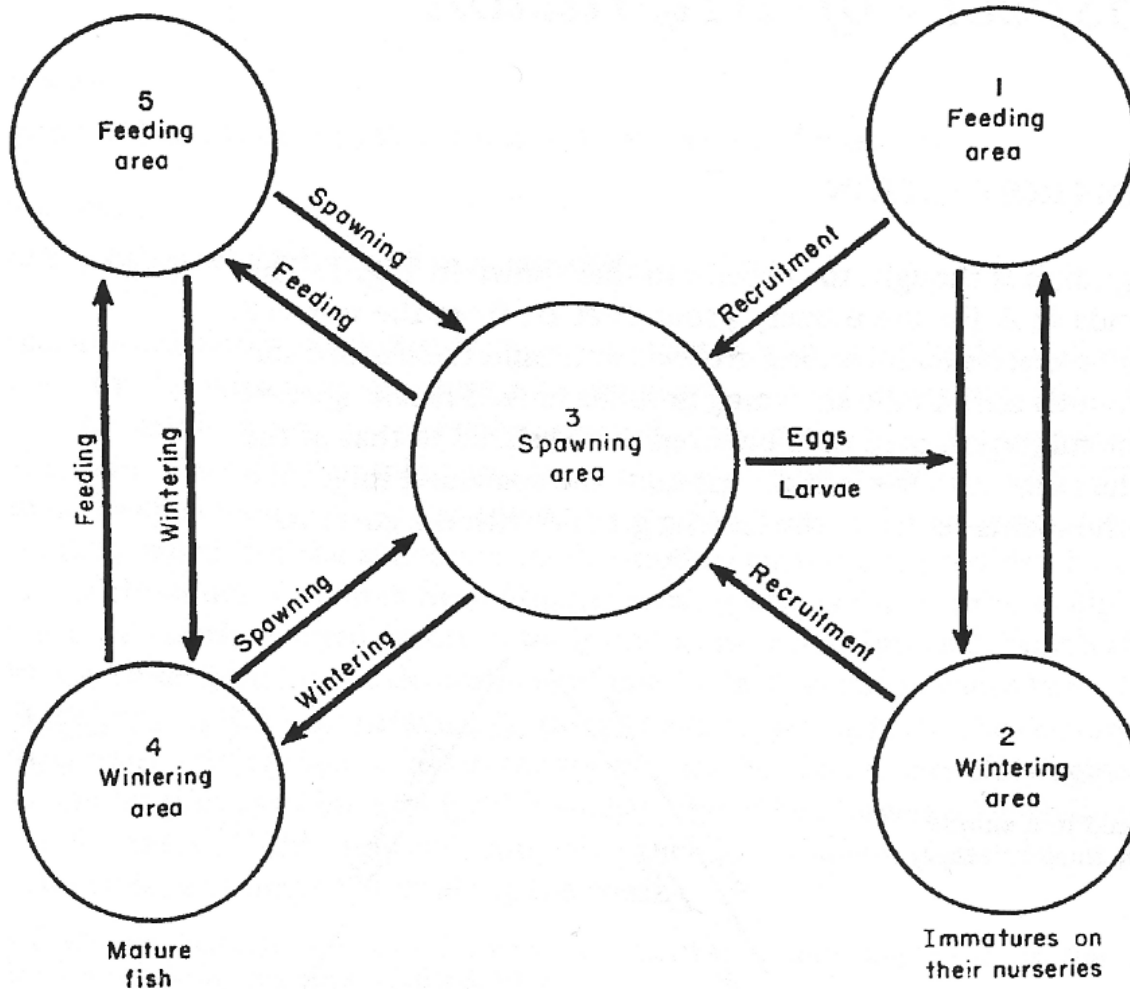 5
Feeding
area
1
Feeding
area
Spawning
Feeding
Recruitment
3
Spawning
area
Eggs
Larvae
Feeding
Wintering
Spawning
Wintering
Recruitment
4
Wintering
area
2
Wintering
area
Mature
fish
Immatures on
their nurseries